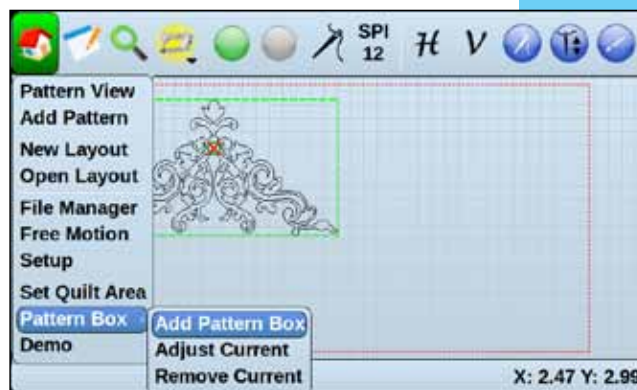 SPI
12
H V
Pattern View
Add Pattern
New Layout
Open Layout
File Manager
Free Motion
Setup
Set Quilt Area
Pattern Box
Add Pattern Box
Demo
Adjust Current
Remove Current
X: 2.47 Y: 2.99